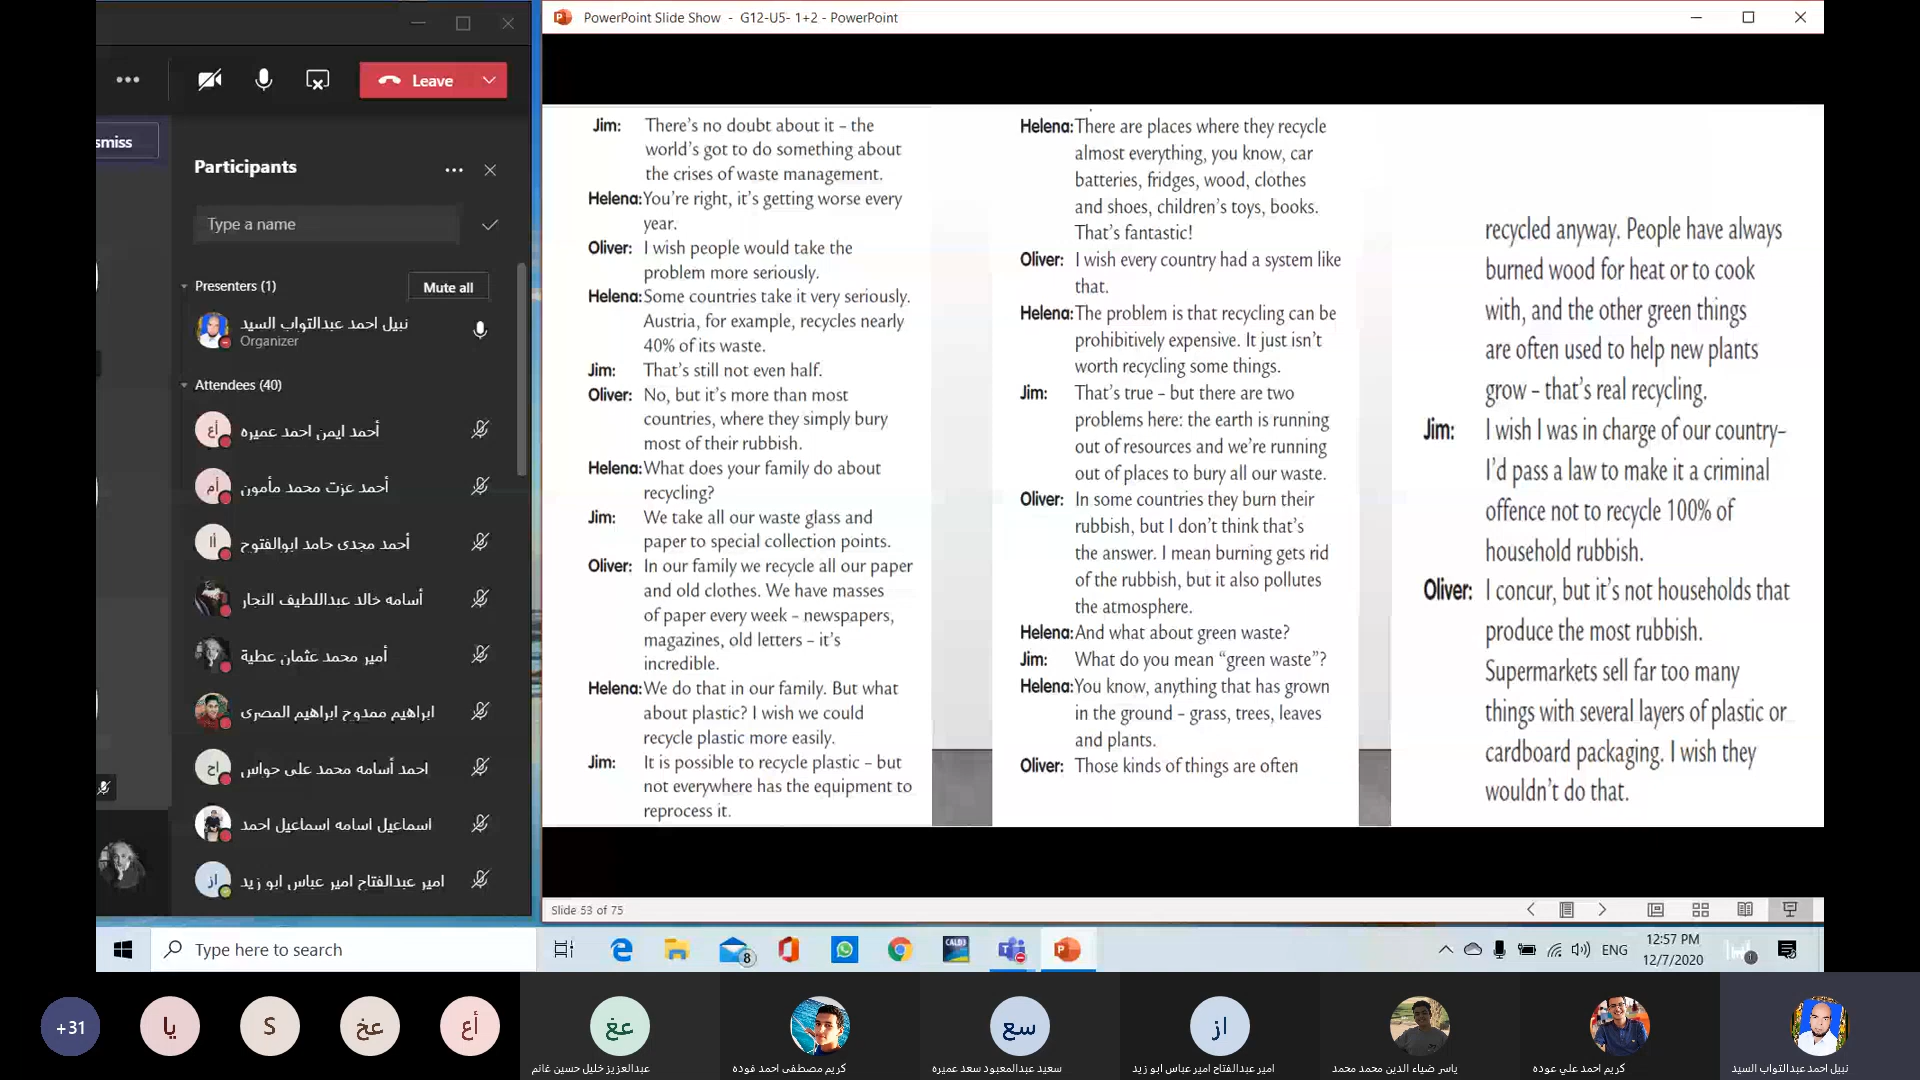 PowerPoint Slide Show - G12-U5- 1+2 - PowerPoint
Leave
smiss
Participants
Type a name
Presenters (1)
Mute all
نبيل احمد عبدالتواب السيد
Organizer
Attendees (40)
أع
أحمد ايمن احمد عميره
أم
أحمد عزت محمد مأمون
أا
أحمد مجدى حامد ابوالفتوح
أسامه خالد عبداللطيف النجار
أمير محمد عثمان عطية
ابراهيم ممدوح ابراهيم المصرى
اح
احمد أسامه محمد على حواس
اسماعيل اسامه اسماعيل احمد
از
امير عبدالفتاح امير عباس ابو زيد
Jim: There's no doubt about it – the
world's got to do something about
the crises of waste management.
Helena: You're right, it's getting worse every
year.
Oliver: I wish people would take the
problem more seriously.
Helena: Some countries take it very seriously.
Austria, for example, recycles nearly
40% of its waste.
Jim: That's still not even half.
Oliver: No, but it's more than most
countries, where they simply bury
most of their rubbish.
Helena: What does your family do about
recycling?
Jim: We take all our waste glass and
paper to special collection points.
Oliver: In our family we recycle all our paper
and old clothes. We have masses
of paper every week – newspapers,
magazines, old letters – it's
incredible.
Helena: We do that in our family. But what
about plastic? I wish we could
recycle plastic more easily.
Jim: It is possible to recycle plastic – but
not everywhere has the equipment to
reprocess it.
Helena: There are places where they recycle
almost everything, you know, car
batteries, fridges, wood, clothes
and shoes, children's toys, books.
That's fantastic!
Oliver: I wish every country had a system like
that.
Helena: The problem is that recycling can be
prohibitively expensive. It just isn't
worth recycling some things.
Jim: That's true – but there are two
problems here: the earth is running
out of resources and we're running
out of places to bury all our waste.
Oliver: In some countries they burn their
rubbish, but I don't think that's
the answer. I mean burning gets rid
of the rubbish, but it also pollutes
the atmosphere.
Helena: And what about green waste?
Jim: What do you mean “green waste”?
Helena: You know, anything that has grown
in the ground – grass, trees, leaves
and plants.
Oliver: Those kinds of things are often
recycled anyway. People have always
burned wood for heat or to cook
with, and the other green things
are often used to help new plants
grow – that's real recycling.
Jim: I wish I was in charge of our country–
I'd pass a law to make it a criminal
offence not to recycle 100% of
household rubbish.
Oliver: I concur, but it's not households that
produce the most rubbish.
Supermarkets sell far too many
things with several layers of plastic or
cardboard packaging. I wish they
wouldn't do that.
Slide 53 of 75
Type here to search
8
CALDJ
ENG
12:57 PM
12/7/2020
1
+31
يا
S
عخ
أع
عغ
سع
از
عبدالعزيز خليل حسين غانم
كريم مصطفى احمد فوده
سعيد عبدالمعبود سعد عميره
امير عبدالفتاح امير عباس ابو زيد
ياسر ضياء الدين محمد محمد
كريم احمد علي عوده
نبيل احمد عبدالتواب السيد